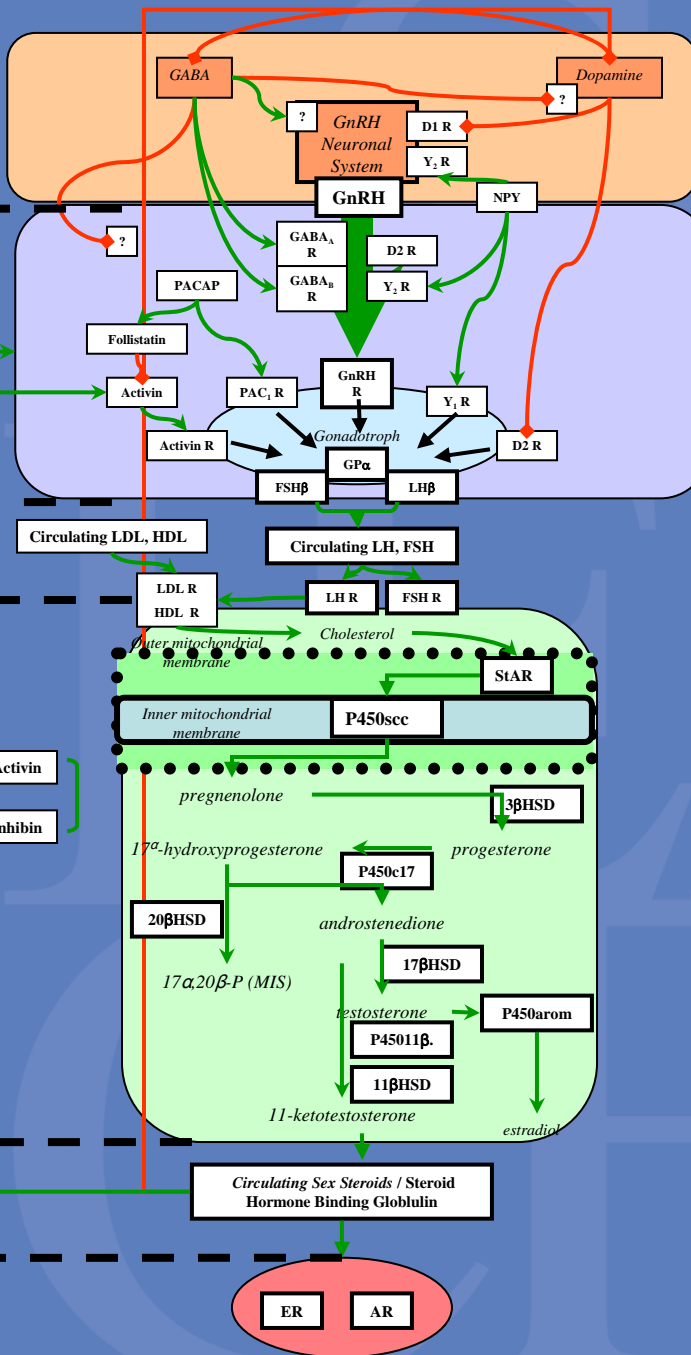 GABA
Dopamine
?
?
GnRH
Neuronal
System
D1 R
Y₂ R
GnRH
NPY
?
GABA_A
R
D2 R
GABA_B
R
Y₂ R
PACAP
Follistatin
Activin
PAC₁ R
GnRH
R
Y₁ R
Activin R
Gonadotroph
D2 R
GPα
FSHβ
LHβ
Circulating LDL, HDL
Circulating LH, FSH
LDL R
HDL R
LH R
FSH R
Outer mitochondrial
membrane
Cholesterol
StAR
Inner mitochondrial
membrane
P450scc
Activin
pregnenolone
3βHSD
nhibin
17α-hydroxyprogesterone
progesterone
P450c17
20βHSD
androstenedione
17βHSD
17α,20β-P (MIS)
testosterone
P450arom
P45011β.
11βHSD
11-ketotestosterone
estradiol
Circulating Sex Steroids / Steroid
Hormone Binding Globlulin
ER
AR